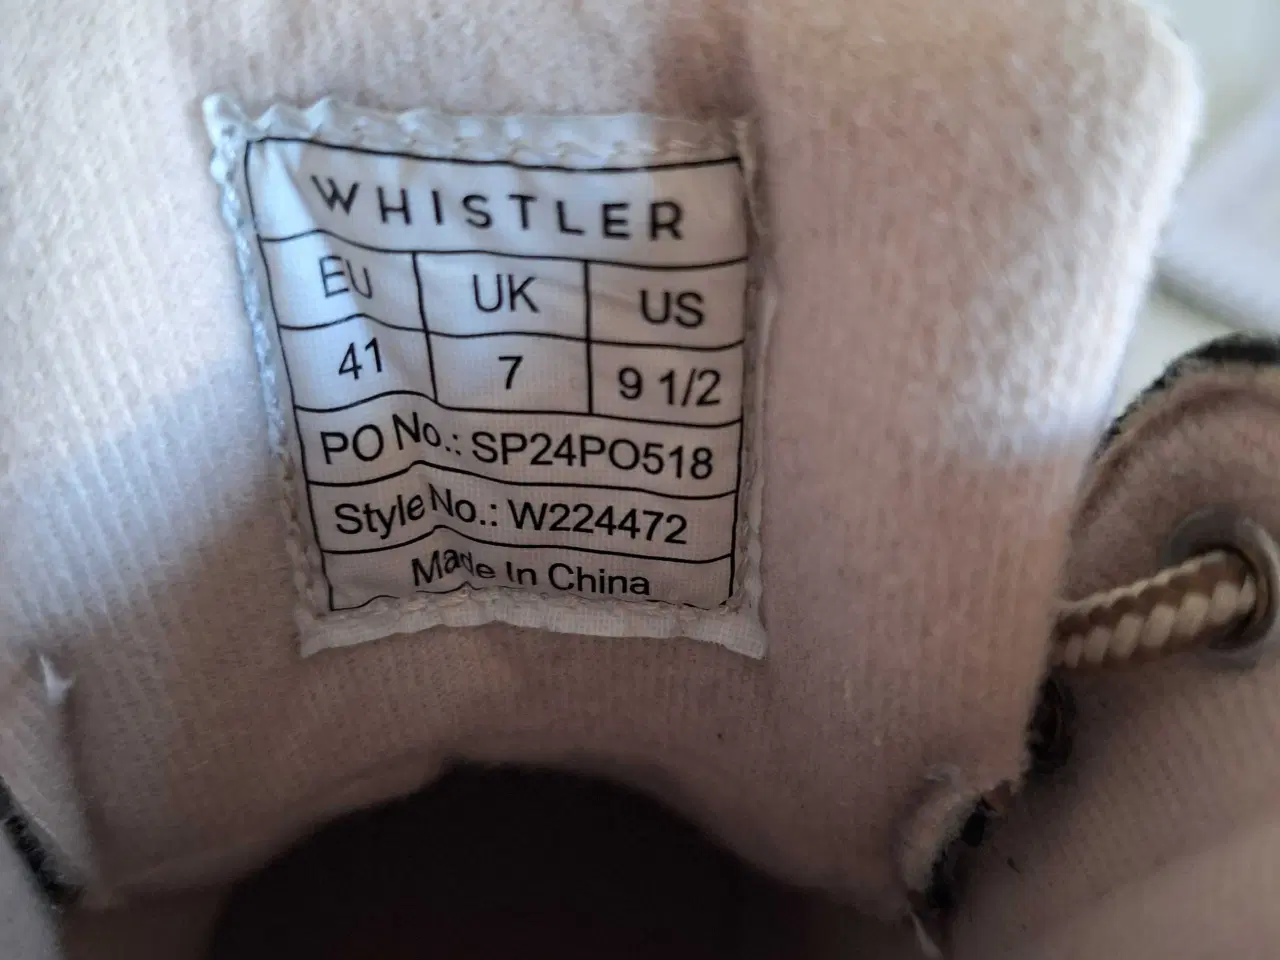 WHISTLER
EU UK US
41 7 9 1/2
PO No.: SP24PO518
Style No.: W224472
Made In China